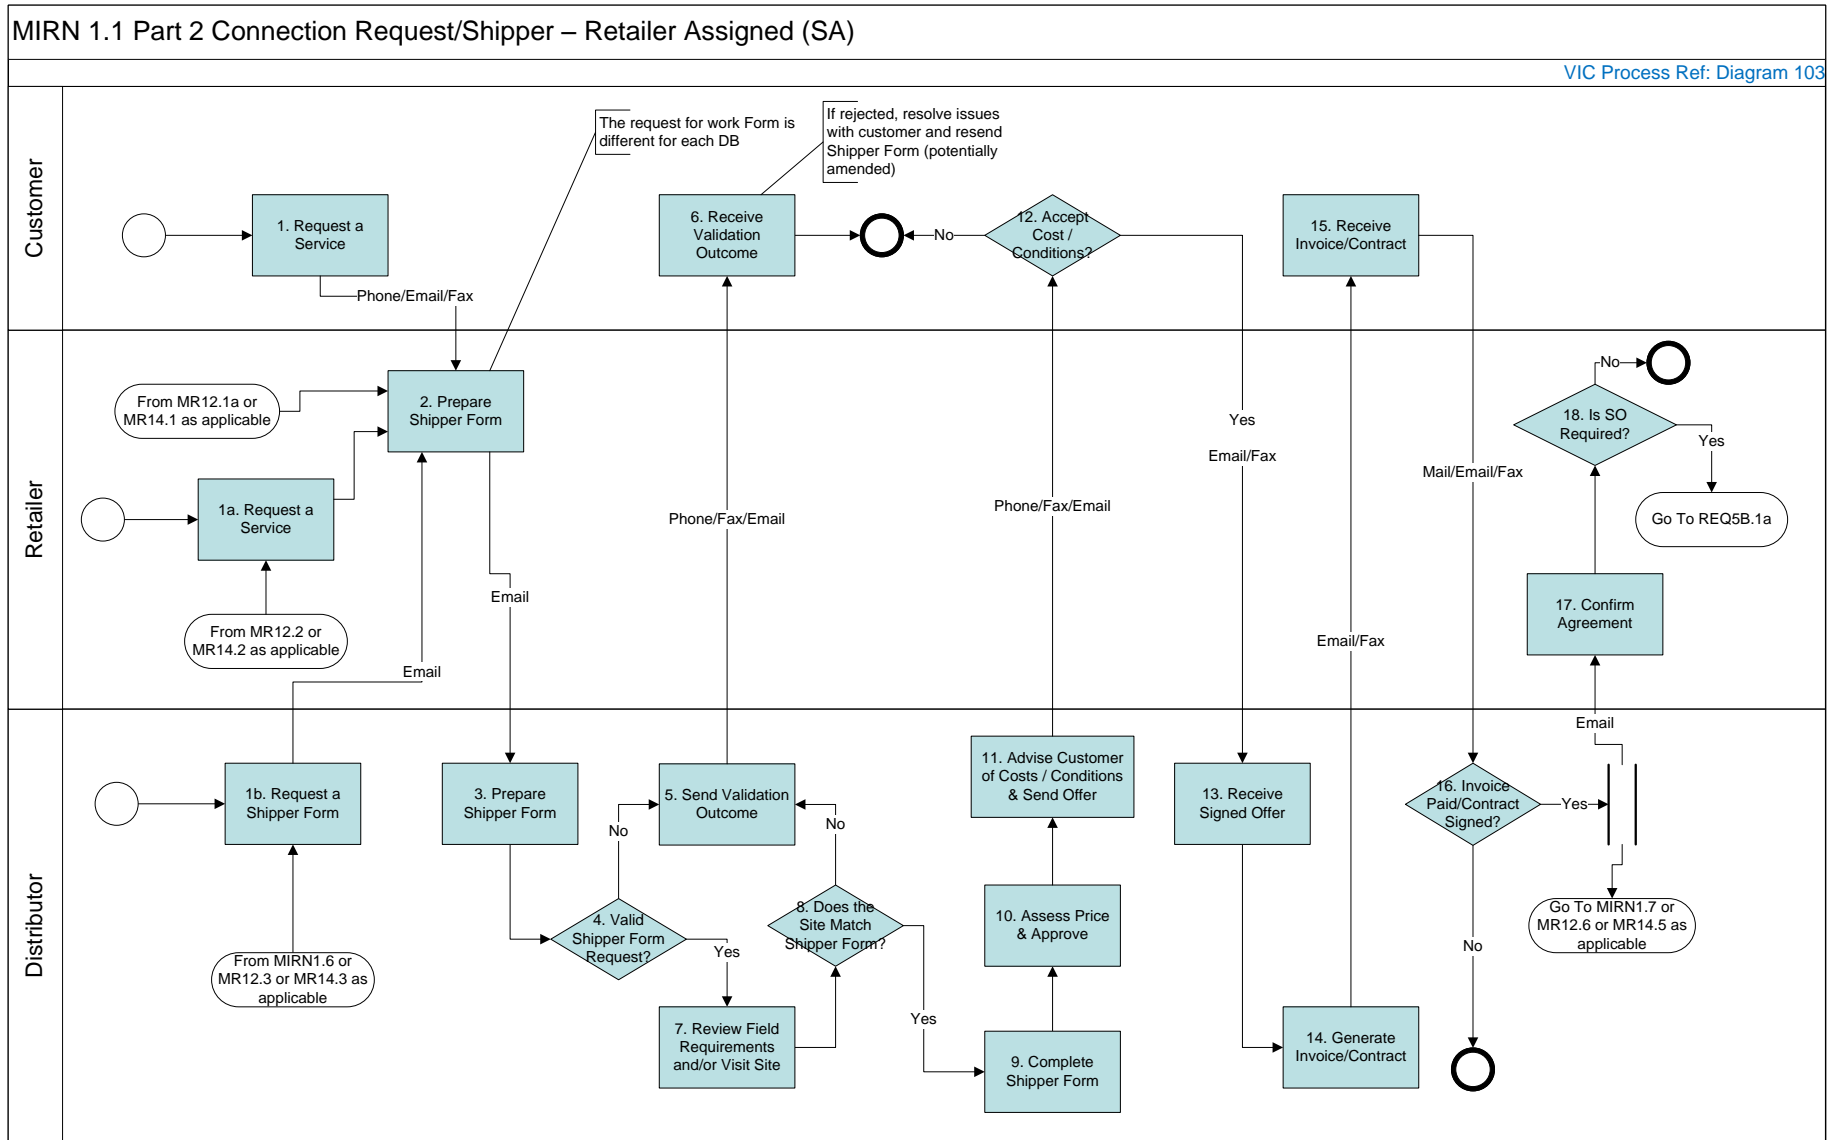 MIRN 1.1 Part 2 Connection Request/Shipper – Retailer Assigned (SA)
VIC Process Ref: Diagram 103
Customer
The request for work Form is
different for each DB
If rejected, resolve issues
with customer and resend
Shipper Form (potentially
amended)
1. Request a
Service
6. Receive
Validation
Outcome
No
12. Accept
Cost /
Conditions?
15. Receive
Invoice/Contract
Phone/Email/Fax
Retailer
From MR12.1a or
MR14.1 as applicable
2. Prepare
Shipper Form
1a. Request a
Service
From MR12.2 or
MR14.2 as applicable
Email
Email
Phone/Fax/Email
Phone/Fax/Email
Yes
Email/Fax
Email/Fax
Mail/Email/Fax
No
18. Is SO
Required?
Yes
Go To REQ5B.1a
17. Confirm
Agreement
Distributor
Email
1b. Request a
Shipper Form
From MIRN1.6 or
MR12.3 or MR14.3 as
applicable
3. Prepare
Shipper Form
No
4. Valid
Shipper Form
Request?
Yes
5. Send Validation
Outcome
No
8. Does the
Site Match
Shipper Form?
7. Review Field
Requirements
and/or Visit Site
Yes
11. Advise Customer
of Costs / Conditions
& Send Offer
10. Assess Price
& Approve
9. Complete
Shipper Form
13. Receive
Signed Offer
14. Generate
Invoice/Contract
16. Invoice
Paid/Contract
Signed?
Yes
No
Go To MIRN1.7 or
MR12.6 or MR14.5 as
applicable